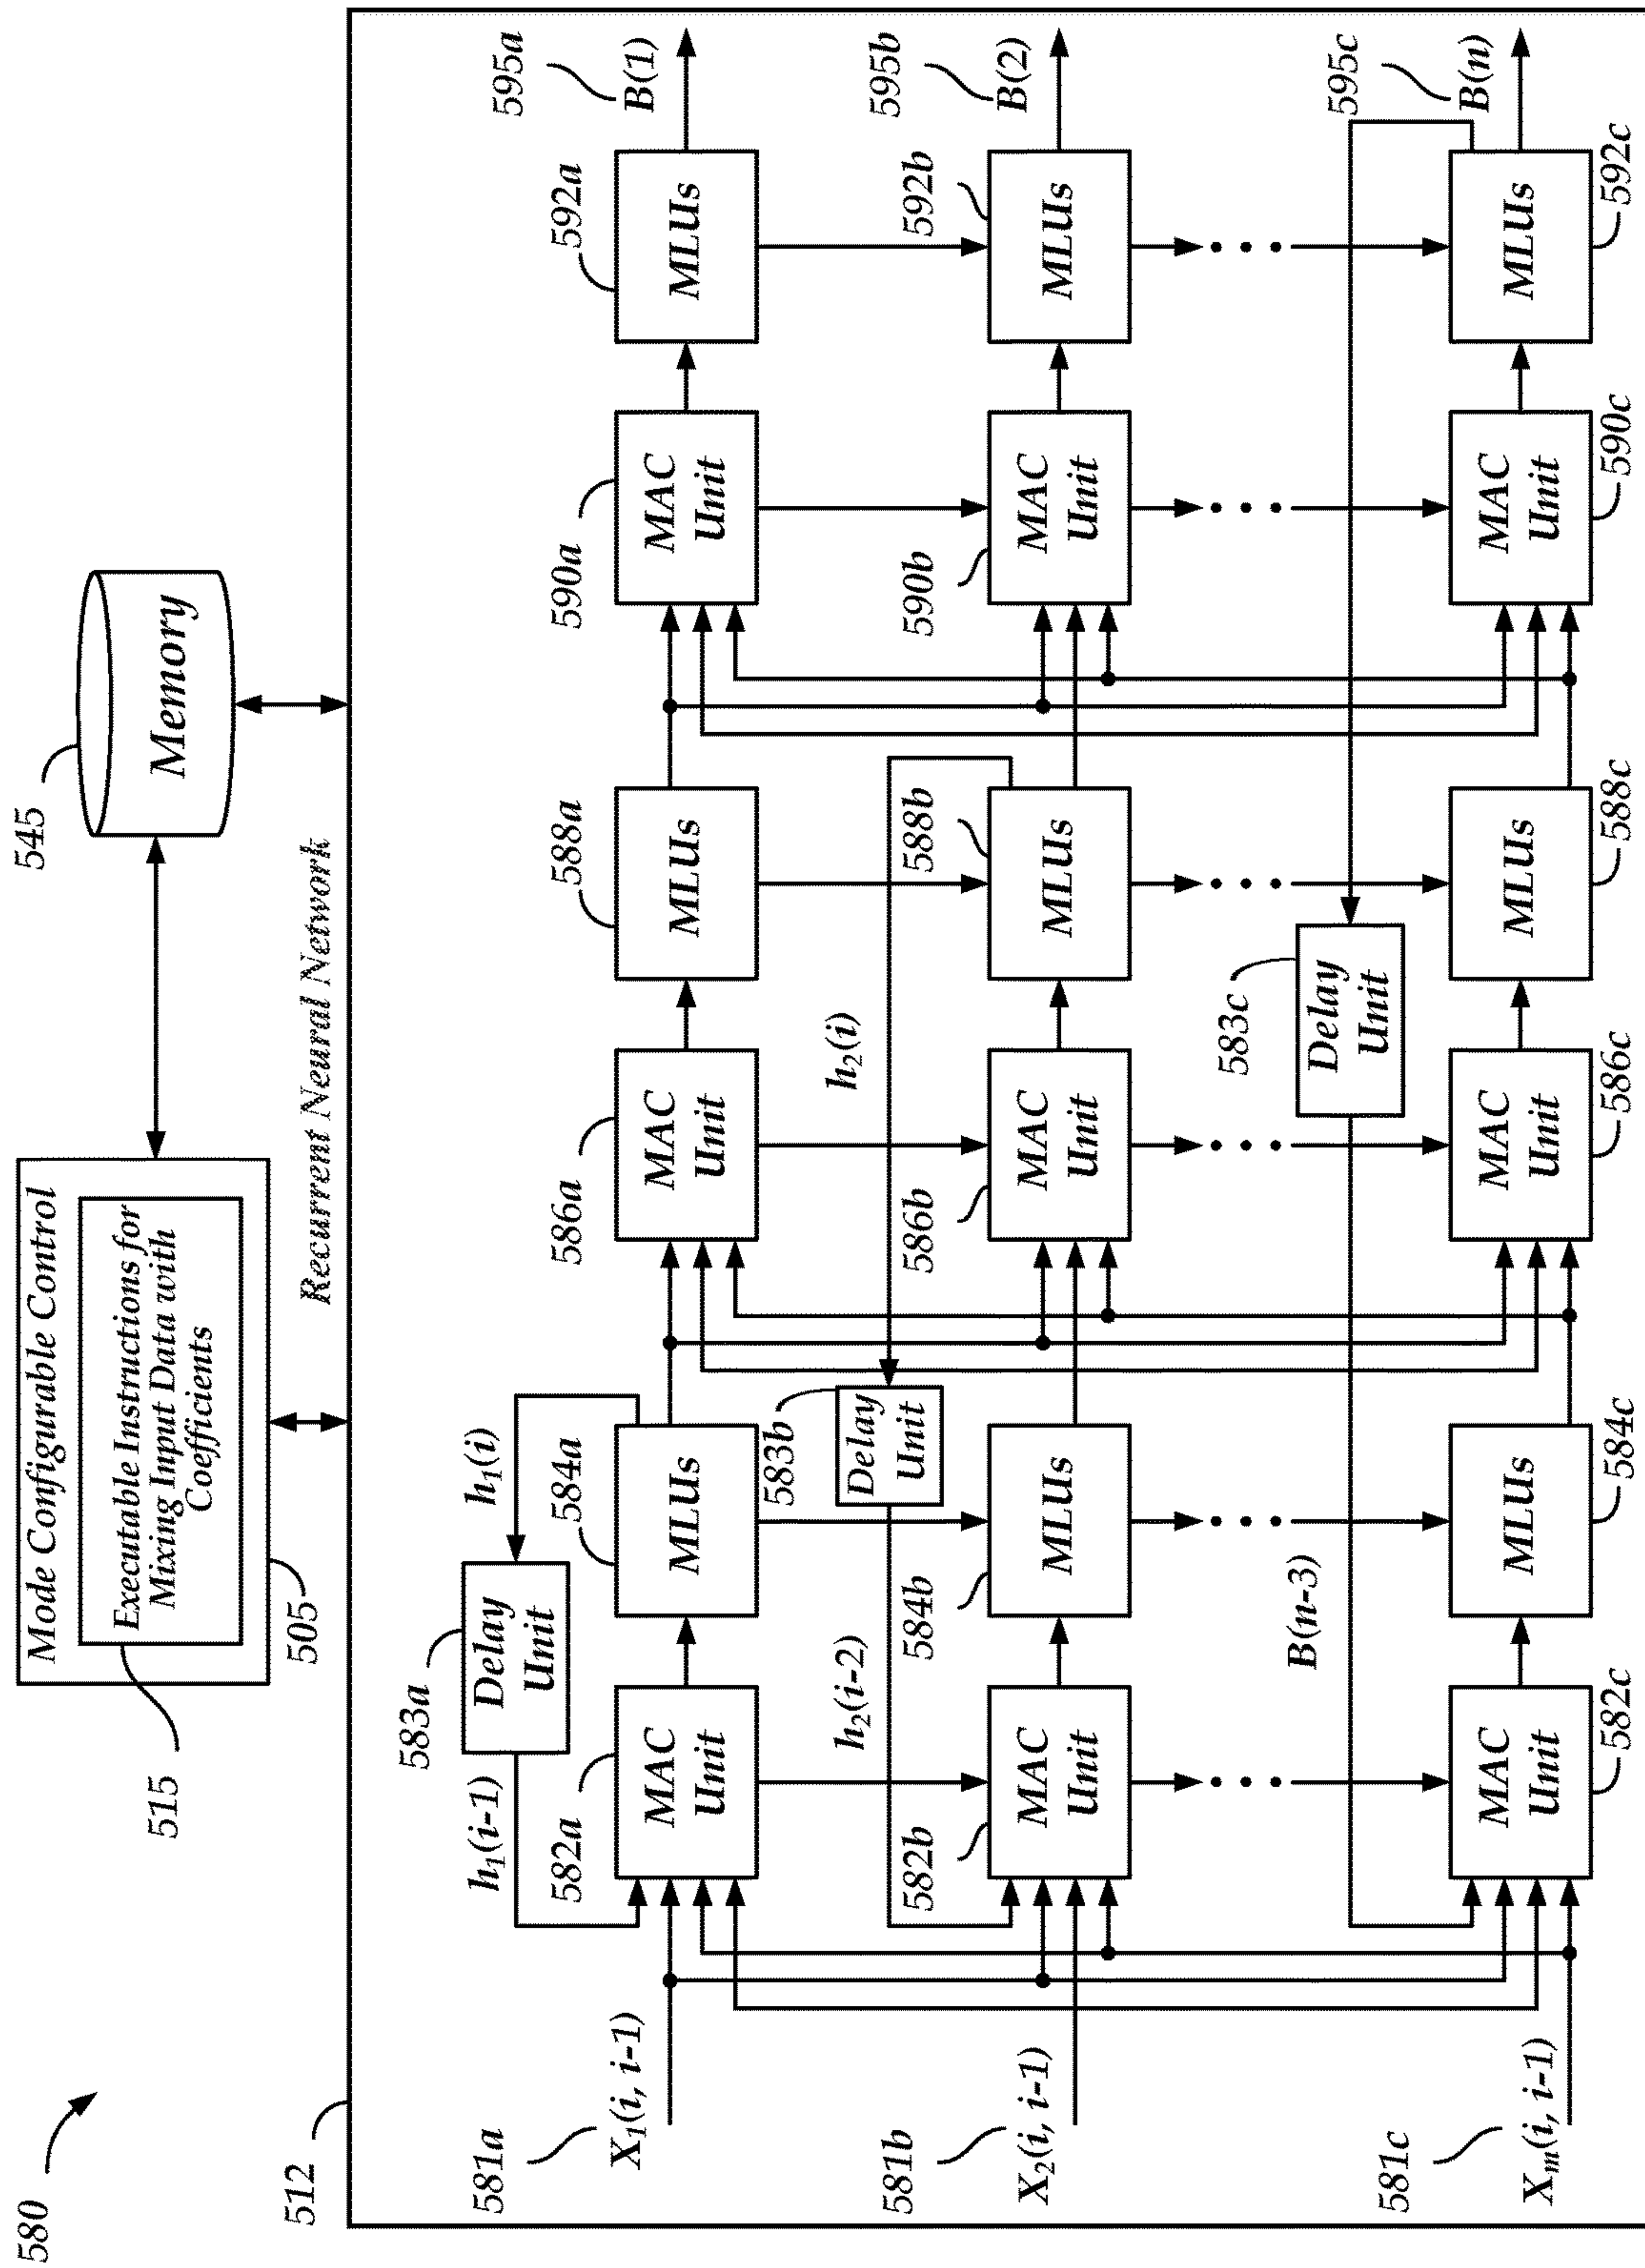 580
Mode Configurable Control
Executable Instructions for
Mixing Input Data with
Coefficients
515
505
545
Memory
512
Recurrent Neural Network
h₁(i-1)
583a
Delay
Unit
h₁(i)
581a
X₁(i, i-1)
582a
MAC
Unit
584a
MLUs
586a
MAC
Unit
588a
MLUs
590a
MAC
Unit
592a
MLUs
595a
B(1)
h₂(i-2)
583b
Delay
Unit
h₂(i)
581b
X₂(i, i-1)
582b
MAC
Unit
584b
MLUs
586b
MAC
Unit
588b
MLUs
590b
MAC
Unit
592b
MLUs
595b
B(2)
B(n-3)
583c
Delay
Unit
581c
Xₘ(i, i-1)
MAC
Unit
582c
MLUs
584c
MAC
Unit
586c
MLUs
588c
MAC
Unit
590c
MLUs
592c
595c
B(n)